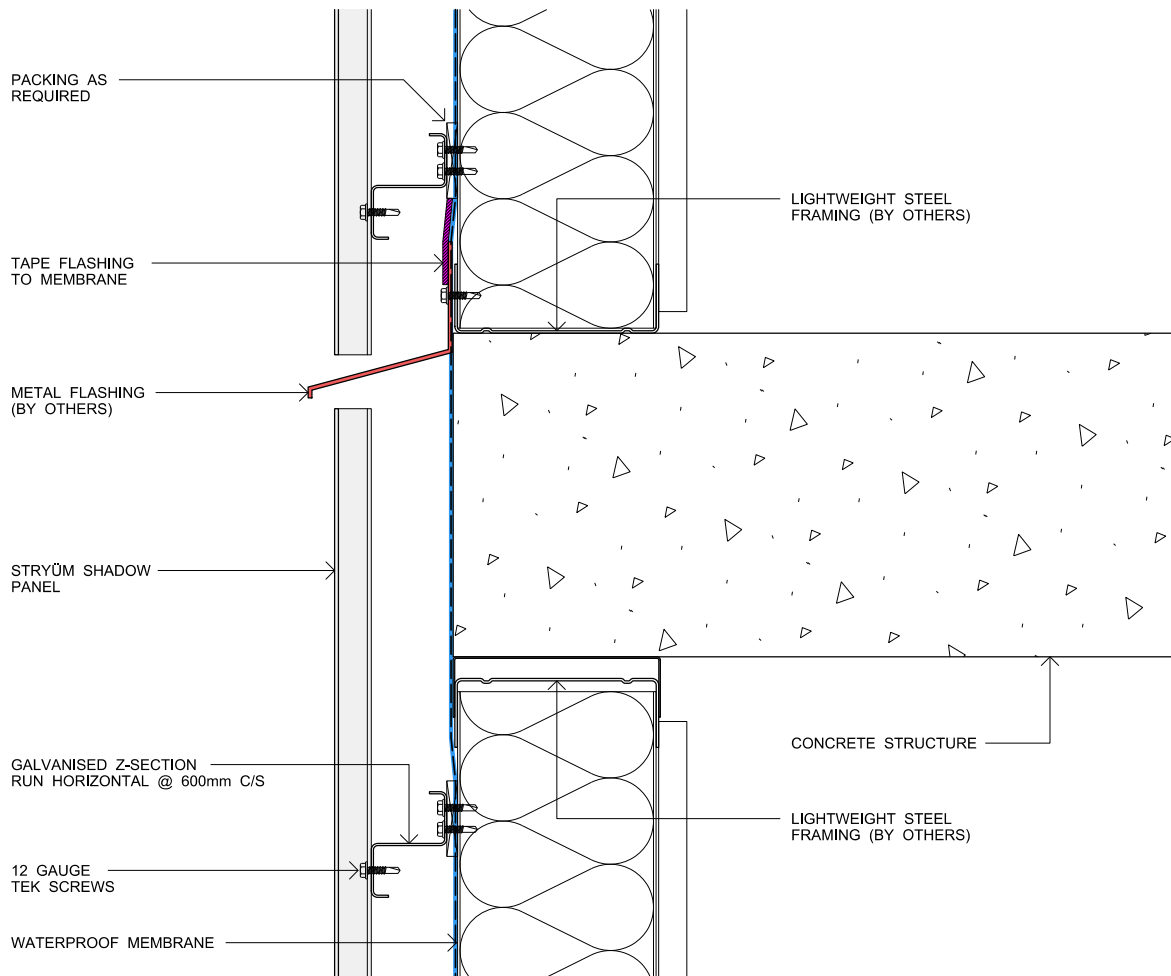 PACKING AS
REQUIRED
LIGHTWEIGHT STEEL
FRAMING (BY OTHERS)
TAPE FLASHING
TO MEMBRANE
METAL FLASHING
(BY OTHERS)
STRYÜM SHADOW
PANEL
CONCRETE STRUCTURE
GALVANISED Z-SECTION
RUN HORIZONTAL @ 600mm C/S
LIGHTWEIGHT STEEL
FRAMING (BY OTHERS)
12 GAUGE
TEK SCREWS
WATERPROOF MEMBRANE